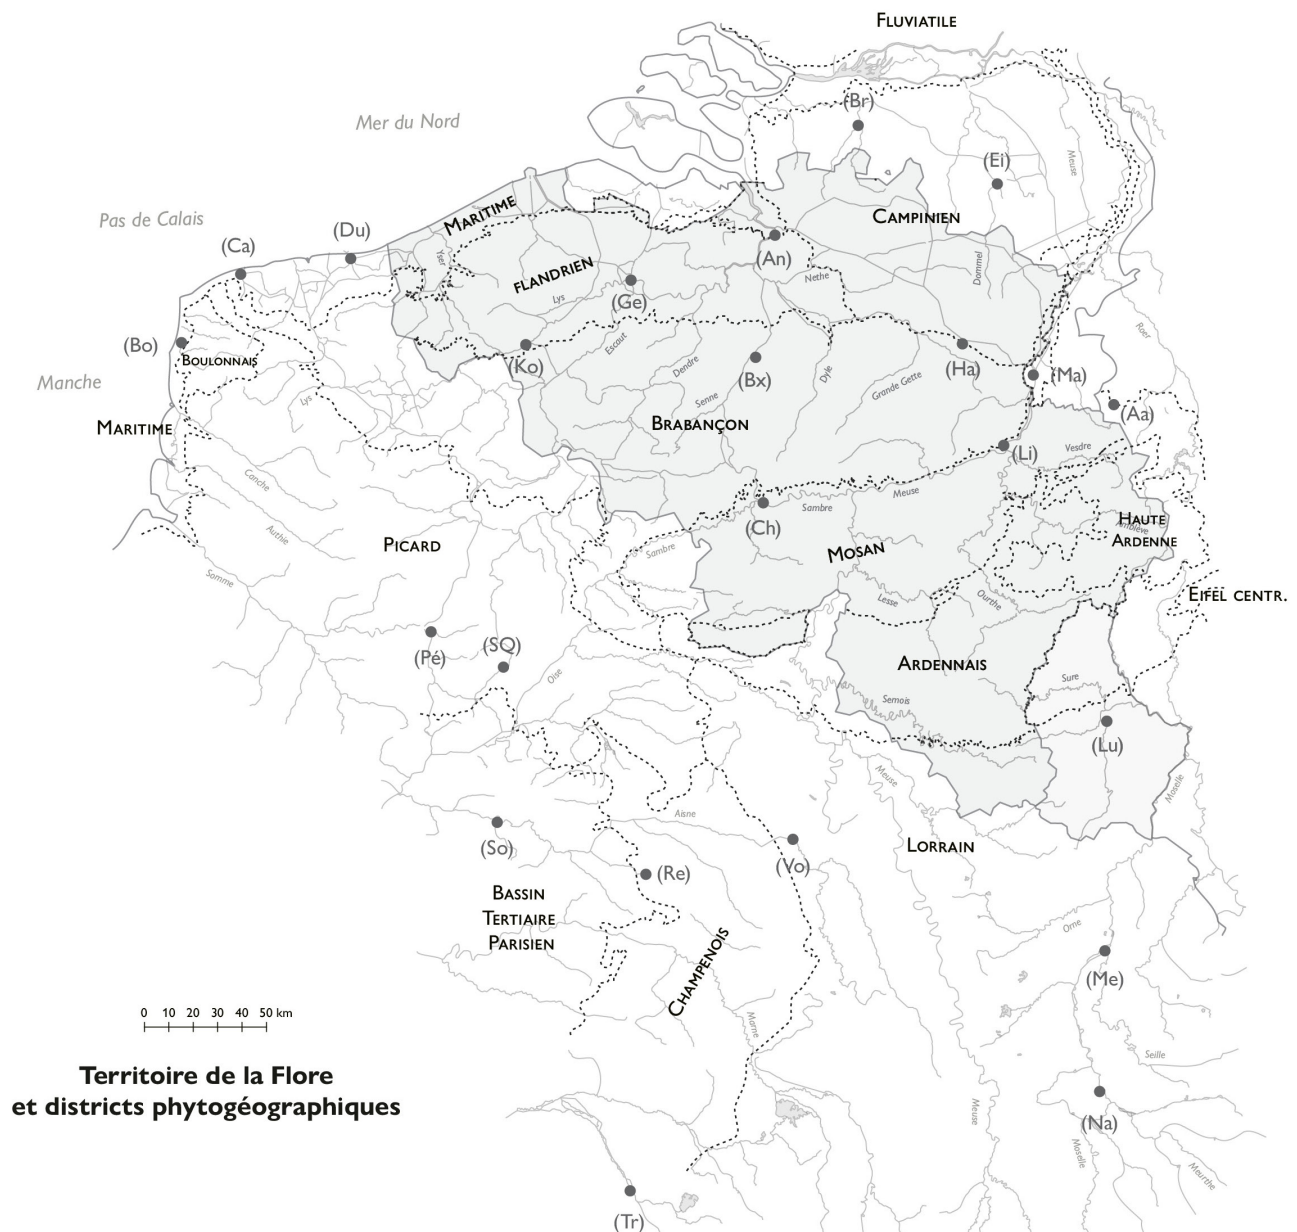 Fluviatile
Mer du Nord
(Br)
(Ei)
Meuse
Pas de Calais
(Du)
Maritime
Campinien
(Ca)
Yser
Flandrien
(An)
Nethe
Dommel
Lys
(Ge)
Roer
(Bo)
Boulonnais
Escaut
(Ko)
Dendre
(Bx)
Dyle
(Ha)
(Ma)
Manche
Lys
Senne
Grande Gette
(Aa)
Maritime
Brabançon
(Li)
Vesdre
Canche
Meuse
Sambre
Authie
(Ch)
Haute
Ardenne
Amblève
Picard
Sambre
Mosan
Somme
Lesse
Ourthe
Eifel centr.
(Pé)
(SQ)
Oise
Ardennais
Sure
Semois
(Lu)
Meuse
Moselle
Aisne
(So)
(Vo)
Lorrain
(Re)
Bassin
Tertiaire
Parisien
Orne
Champenois
(Me)
0 10 20 30 40 50 km
Marne
Seille
Territoire de la Flore
et districts phytogéographiques
Meuse
(Na)
Moselle
Meurthe
(Tr)